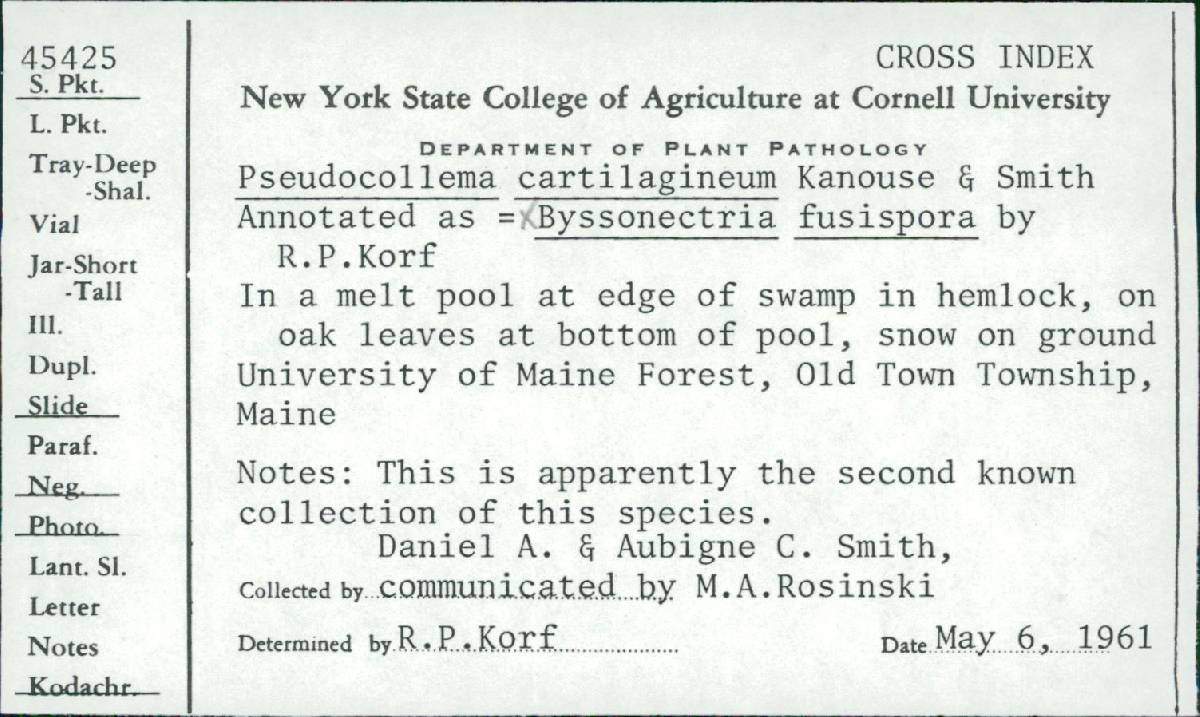 45425
S. Pkt.
L. Pkt.
Tray-Deep
-Shal.
Vial
Jar-Short
-Tall
Ill.
Dupl.
Slide
Paraf.
Neg.
Photo.
Lant. Sl.
Letter
Notes
Kodachr.
CROSS INDEX
New York State College of Agriculture at Cornell University
DEPARTMENT OF PLANT PATHOLOGY
Pseudocollema cartilagineum Kanouse & Smith
Annotated as = Byssonectria fusispora by
R.P.Korf
In a melt pool at edge of swamp in hemlock, on
oak leaves at bottom of pool, snow on ground
University of Maine Forest, Old Town Township,
Maine
Notes: This is apparently the second known
collection of this species.
Daniel A. & Aubigne C. Smith,
Collected by communicated by M.A.Rosinski
Determined by R.P.Korf Date May 6, 1961